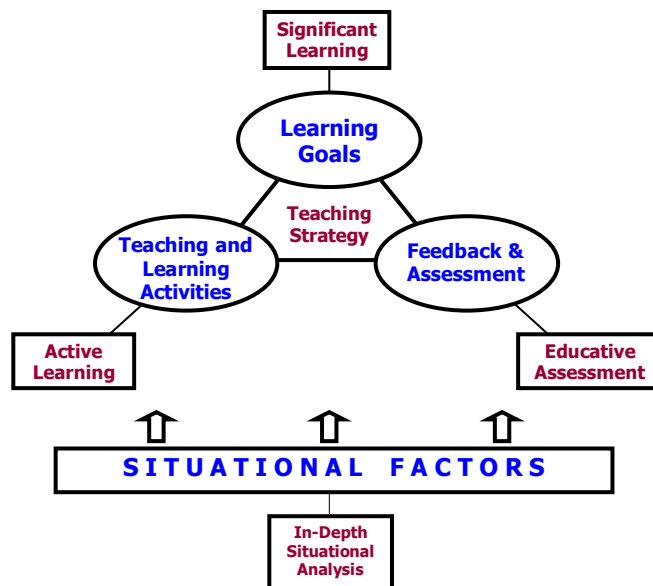 Significant
Learning
Learning
Goals
Teaching
Strategy
Teaching and
Learning
Activities
Feedback &
Assessment
Active
Learning
Educative
Assessment
SITUATIONAL FACTORS
In-Depth
Situational
Analysis